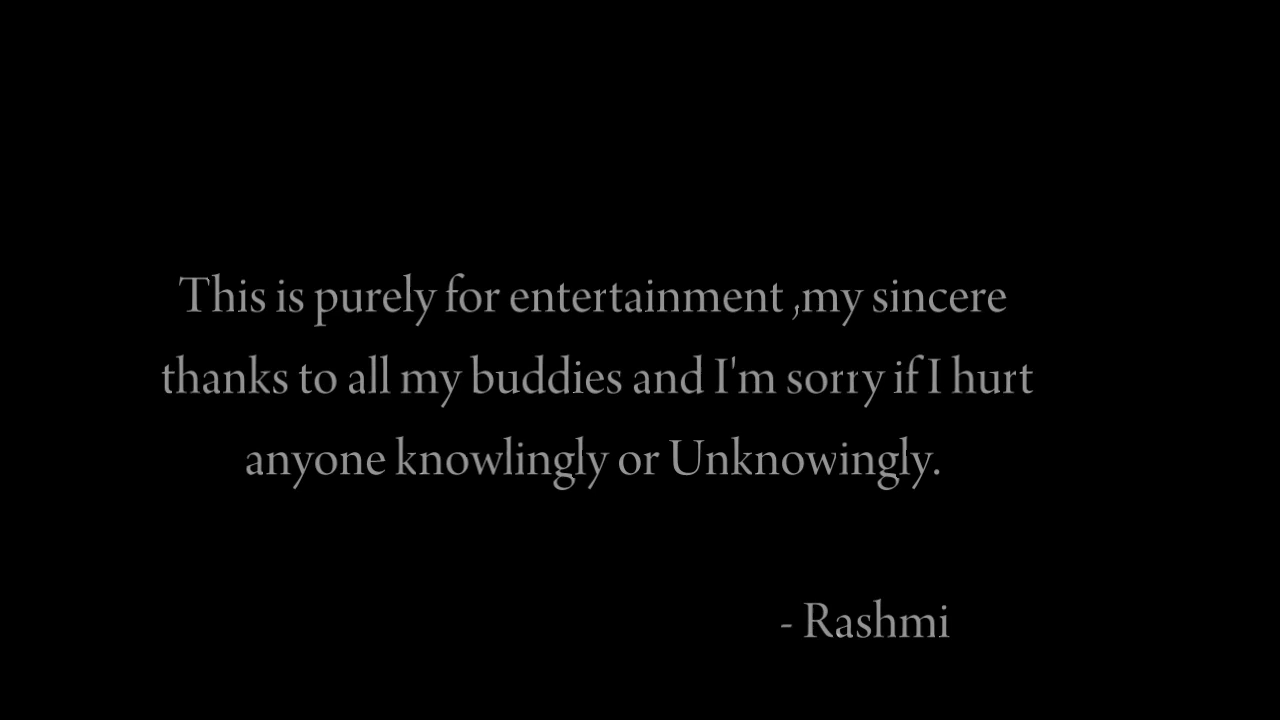 This is purely for entertainment ,my sincere
thanks to all my buddies and I'm sorry if I hurt
anyone knowlingly or Unknowingly.
- Rashmi